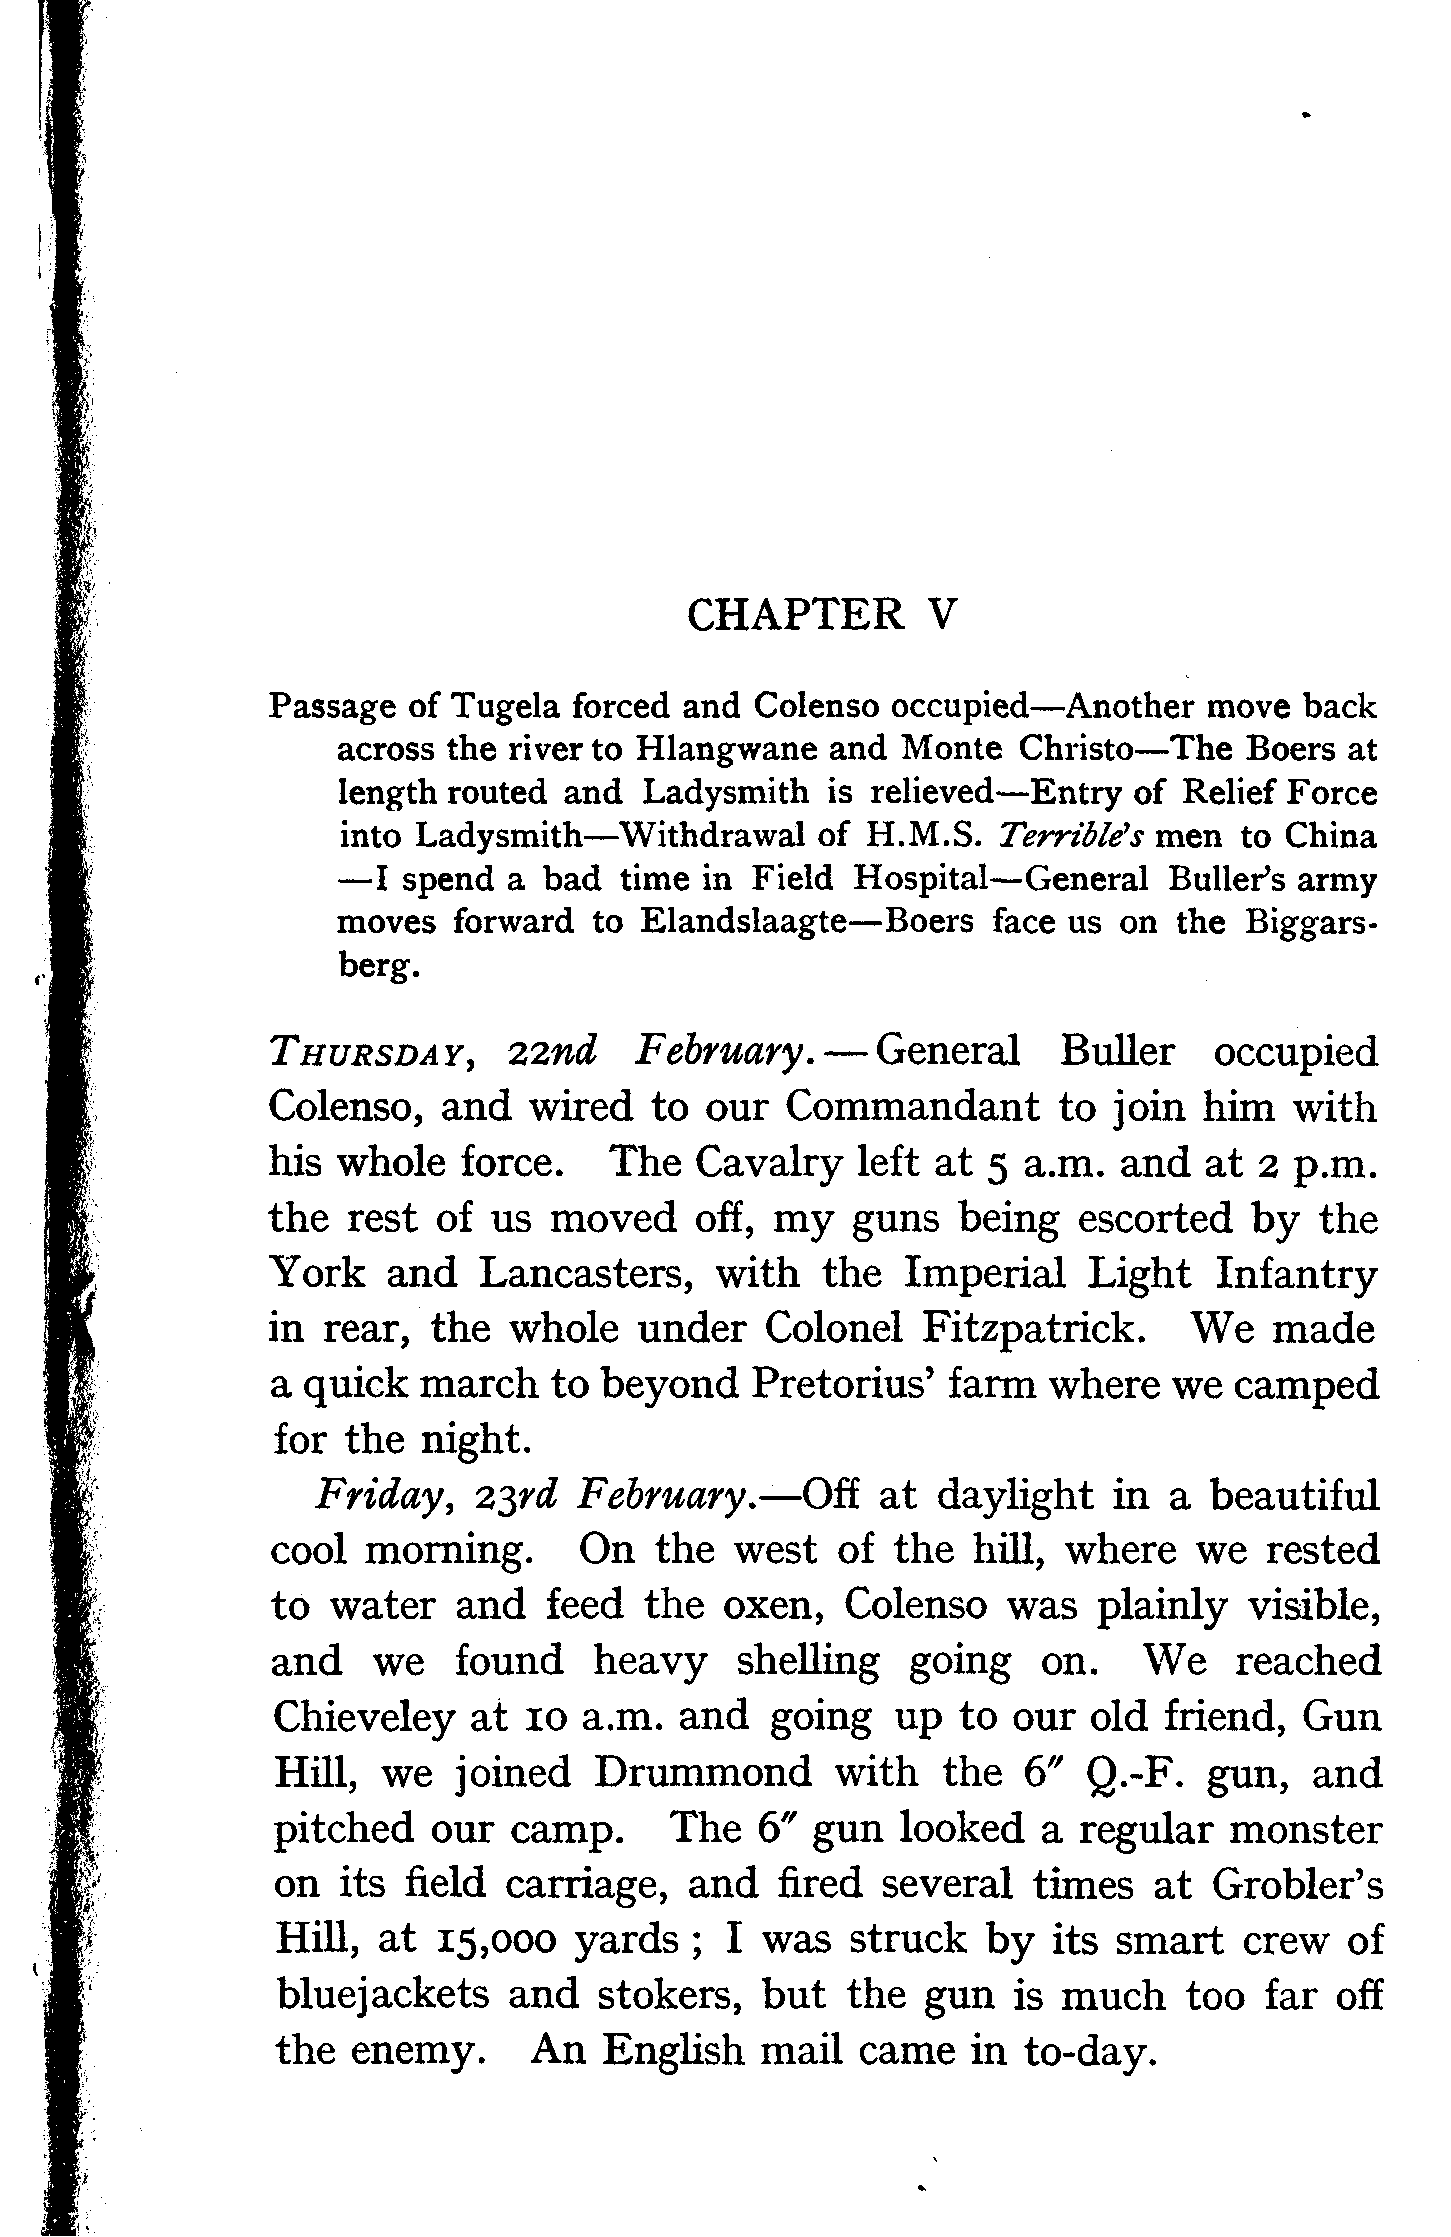 CHAPTER V
Passage of Tugela forced and Colenso occupied—Another move back
across the river to Hlangwane and Monte Christo—The Boers at
length routed and Ladysmith is relieved—Entry of Relief Force
into Ladysmith—Withdrawal of H.M.S. Terrible's men to China
—I spend a bad time in Field Hospital—General Buller's army
moves forward to Elandslaagte—Boers face us on the Biggars-
berg.
THURSDAY, 22nd February.—General Buller occupied
Colenso, and wired to our Commandant to join him with
his whole force. The Cavalry left at 5 a.m. and at 2 p.m.
the rest of us moved off, my guns being escorted by the
York and Lancasters, with the Imperial Light Infantry
in rear, the whole under Colonel Fitzpatrick. We made
a quick march to beyond Pretorius' farm where we camped
for the night.
Friday, 23rd February.—Off at daylight in a beautiful
cool morning. On the west of the hill, where we rested
to water and feed the oxen, Colenso was plainly visible,
and we found heavy shelling going on. We reached
Chieveley at 10 a.m. and going up to our old friend, Gun
Hill, we joined Drummond with the 6″ Q.-F. gun, and
pitched our camp. The 6″ gun looked a regular monster
on its field carriage, and fired several times at Grobler's
Hill, at 15,000 yards ; I was struck by its smart crew of
bluejackets and stokers, but the gun is much too far off
the enemy. An English mail came in to-day.